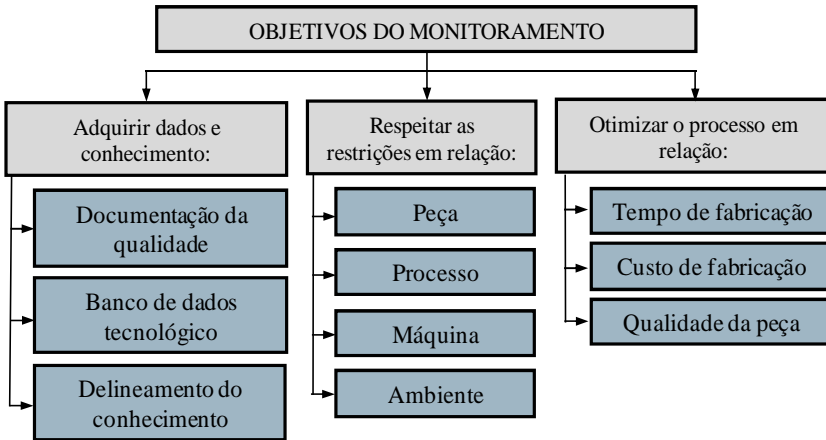 OBJETIVOS DO MONITORAMENTO
Adquirir dados e
conhecimento:
Documentação da
qualidade
Banco de dados
tecnológico
Delineamento do
conhecimento
Respeitar as
restrições em relação:
Peça
Processo
Máquina
Ambiente
Otimizar o processo em
relação:
Tempo de fabricação
Custo de fabricação
Qualidade da peça